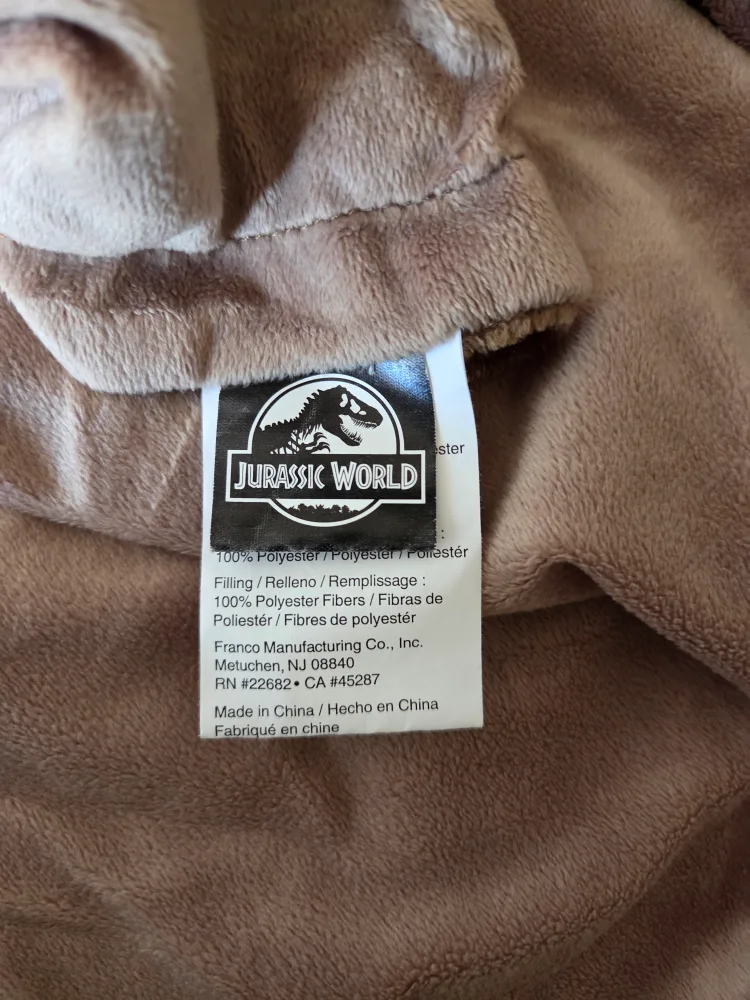 JURASSIC WORLD
:
100% Polyester / Polyester / Poliestér
Filling / Relleno / Remplissage :
100% Polyester Fibers / Fibras de
Poliestér / Fibres de polyestér
Franco Manufacturing Co., Inc.
Metuchen, NJ 08840
RN #22682• CA #45287
Made in China / Hecho en China
Fabriqué en chine